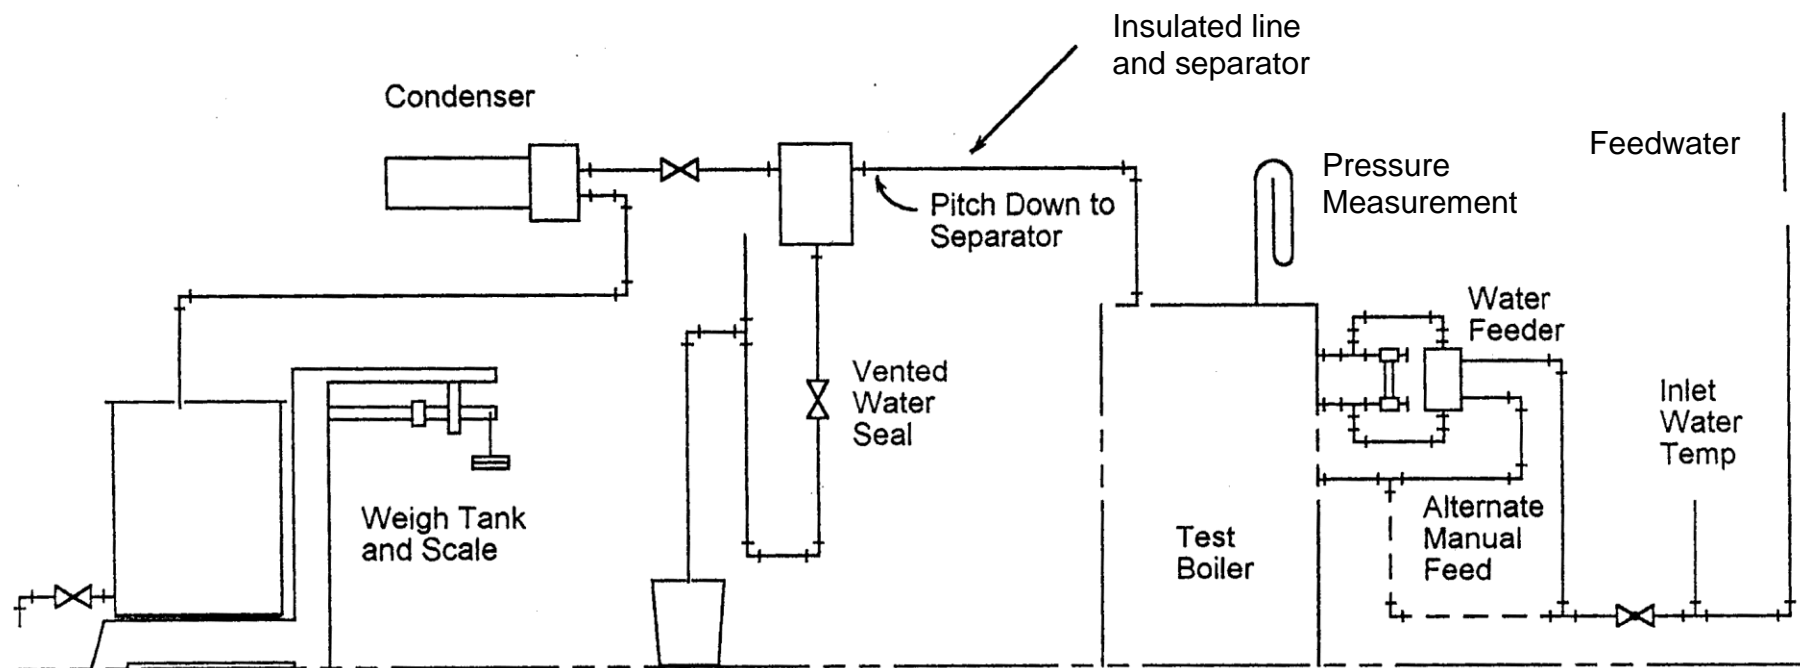 Insulated line
and separator
Condenser
Feedwater
Pressure
Measurement
Pitch Down to
Separator
Water
Feeder
Vented
Water
Seal
Inlet
Water
Temp
Weigh Tank
and Scale
Alternate
Manual
Feed
Test
Boiler